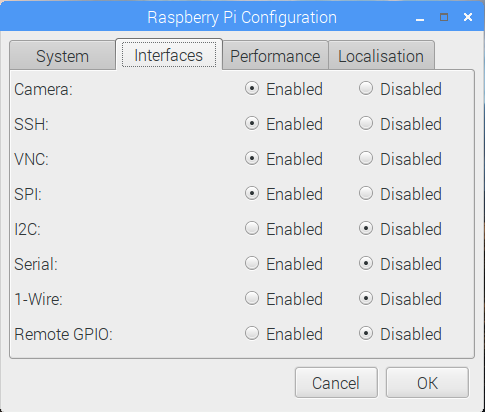 Raspberry Pi Configuration
System Interfaces Performance Localisation
Camera: Enabled Disabled
SSH: Enabled Disabled
VNC: Enabled Disabled
SPI: Enabled Disabled
I2C: Enabled Disabled
Serial: Enabled Disabled
1-Wire: Enabled Disabled
Remote GPIO: Enabled Disabled
Cancel OK